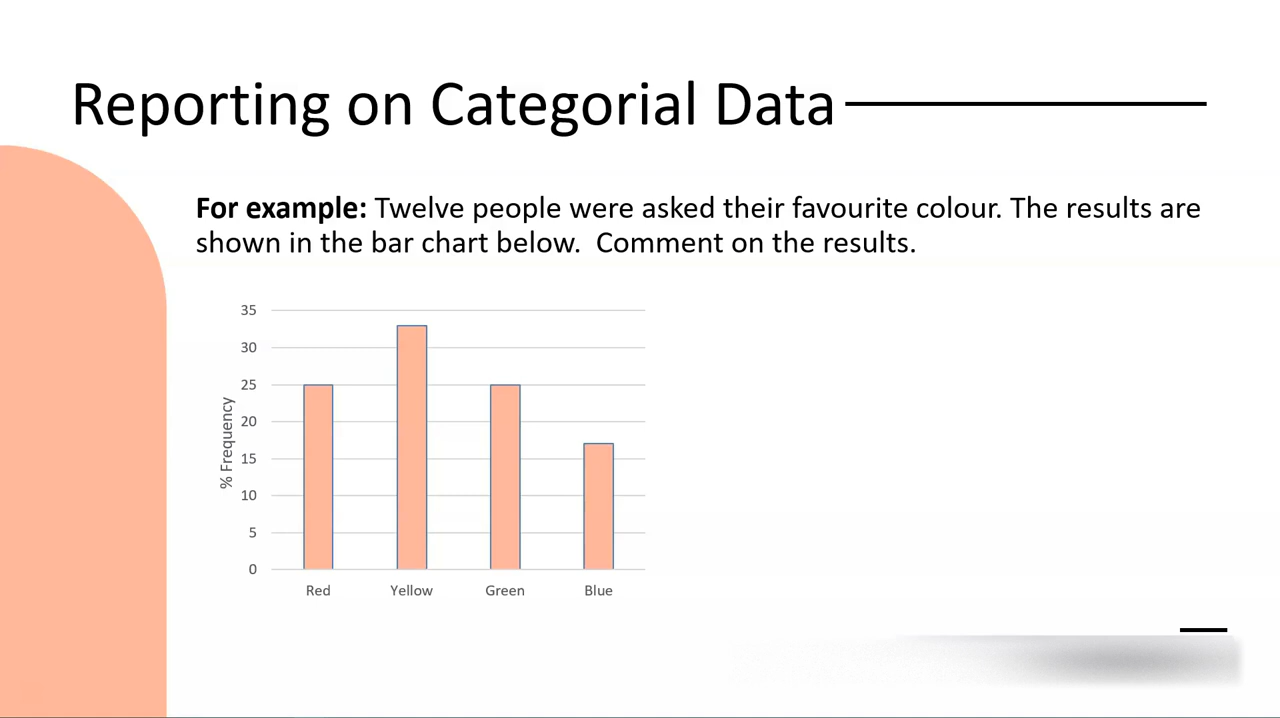 Reporting on Categorial Data
For example: Twelve people were asked their favourite colour. The results are
shown in the bar chart below.  Comment on the results.
35
30
25
20
15
10
5
0
% Frequency
Red Yellow Green Blue